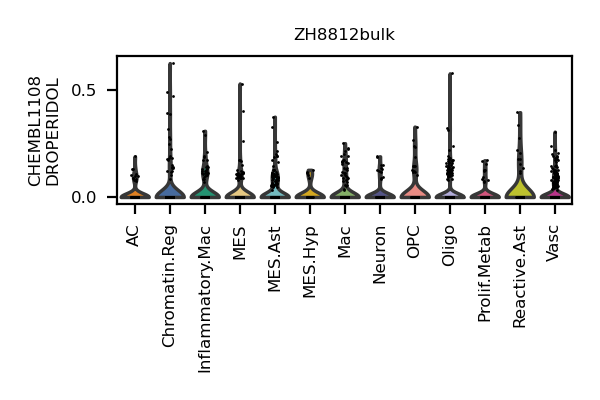 ZH8812bulk
CHEMBL1108
DROPERIDOL
0.5
0.0
AC
Chromatin.Reg
Inflammatory.Mac
MES
MES.Ast
MES.Hyp
Mac
Neuron
OPC
Oligo
Prolif.Metab
Reactive.Ast
Vasc